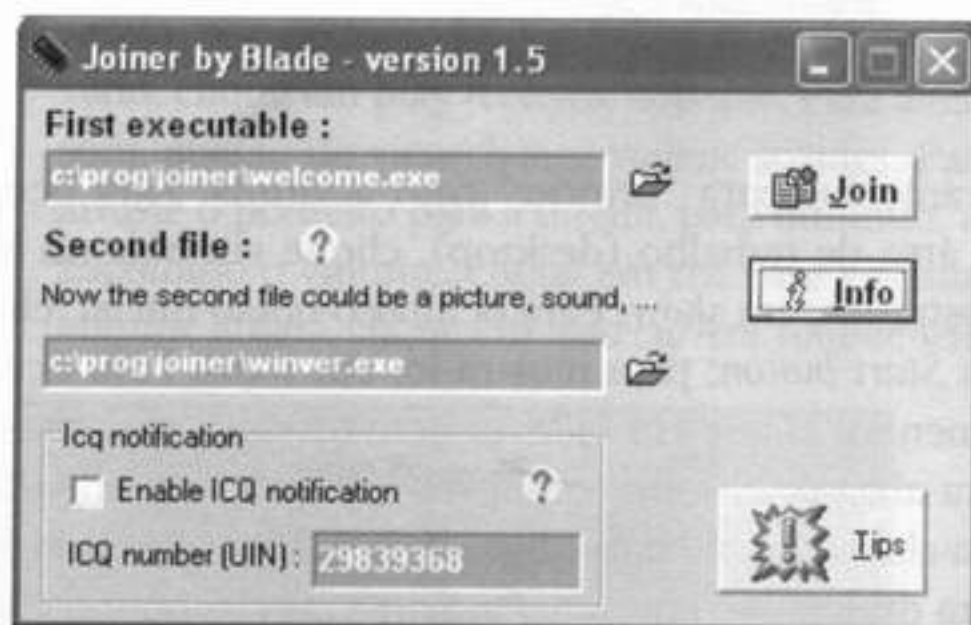 Joiner by Blade - version 1.5
First executable :
c:\prog\joiner\welcome.exe
Join
Second file : ?
Info
Now the second file could be a picture, sound, ...
c:\prog\joiner\winver.exe
Icq notification
Enable ICQ notification ?
ICQ number (UIN) : 29839368
Tips